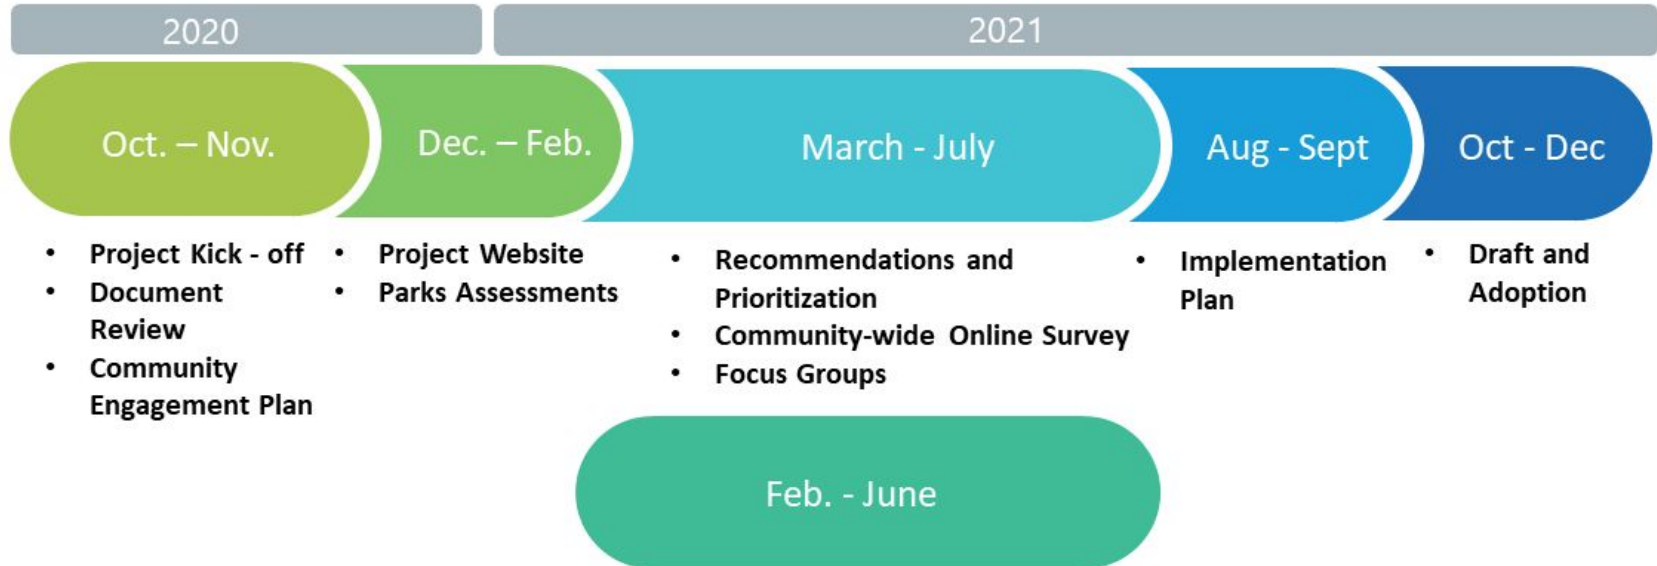 2020
2021
Oct. – Nov.
Dec. – Feb.
March - July
Aug - Sept
Oct - Dec
• Project Kick - off
• Document
Review
• Community
Engagement Plan
• Project Website
• Parks Assessments
• Recommendations and
Prioritization
• Community-wide Online Survey
• Focus Groups
• Implementation
Plan
• Draft and
Adoption
Feb. - June